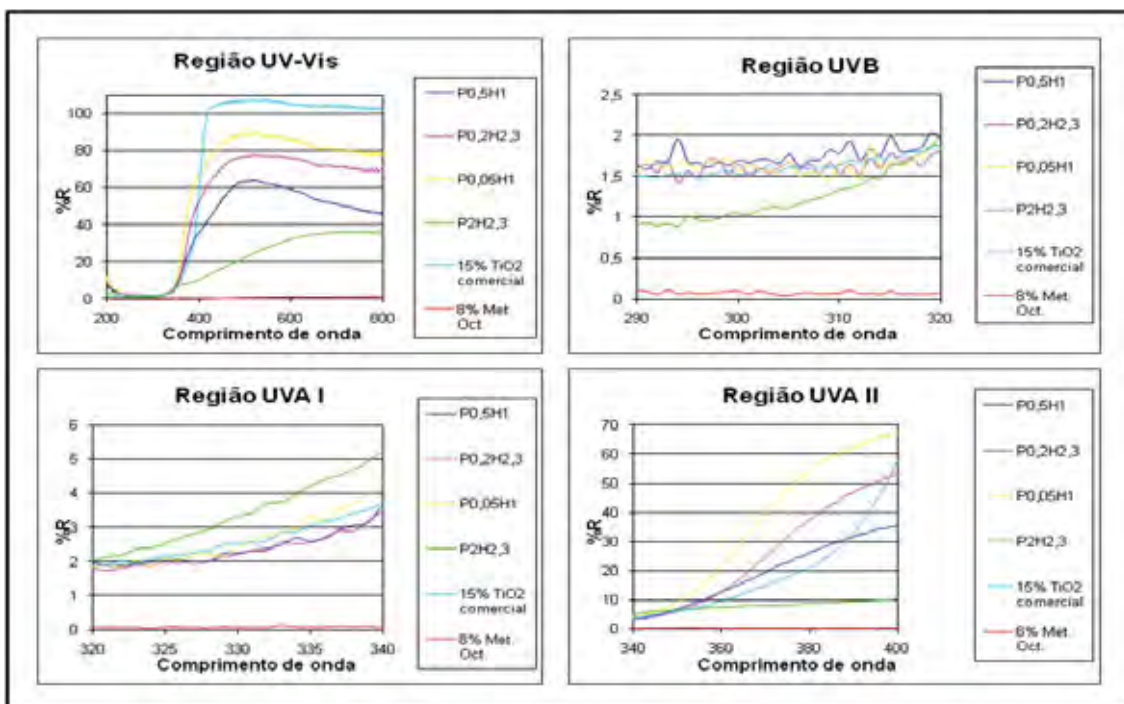 Região UV-Vis
%R
100
80
60
40
20
0
200
400
600
800
Comprimento de onda
P0,5H1
P0,2H2,3
P0,05H1
P2H2,3
15% TiO2
comercial
8% Met.
Oct.
Região UVB
%R
2,5
2
1,5
1
0,5
0
290
300
310
320
Comprimento de onda
P0,5H1
P0,2H2,3
P0,05H1
P2H2,3
15% TiO2
comercial
8% Met.
Oct.
Região UVA I
%R
6
5
4
3
2
1
0
320
325
330
335
340
Comprimento de onda
P0,5H1
P0,2H2,3
P0,05H1
P2H2,3
15% TiO2
comercial
8% Met.
Oct.
Região UVA II
%R
70
60
50
40
30
20
10
0
340
360
380
400
Comprimento de onda
P0,5H1
P0,2H2,3
P0,05H1
P2H2,3
15% TiO2
comercial
8% Met.
Oct.